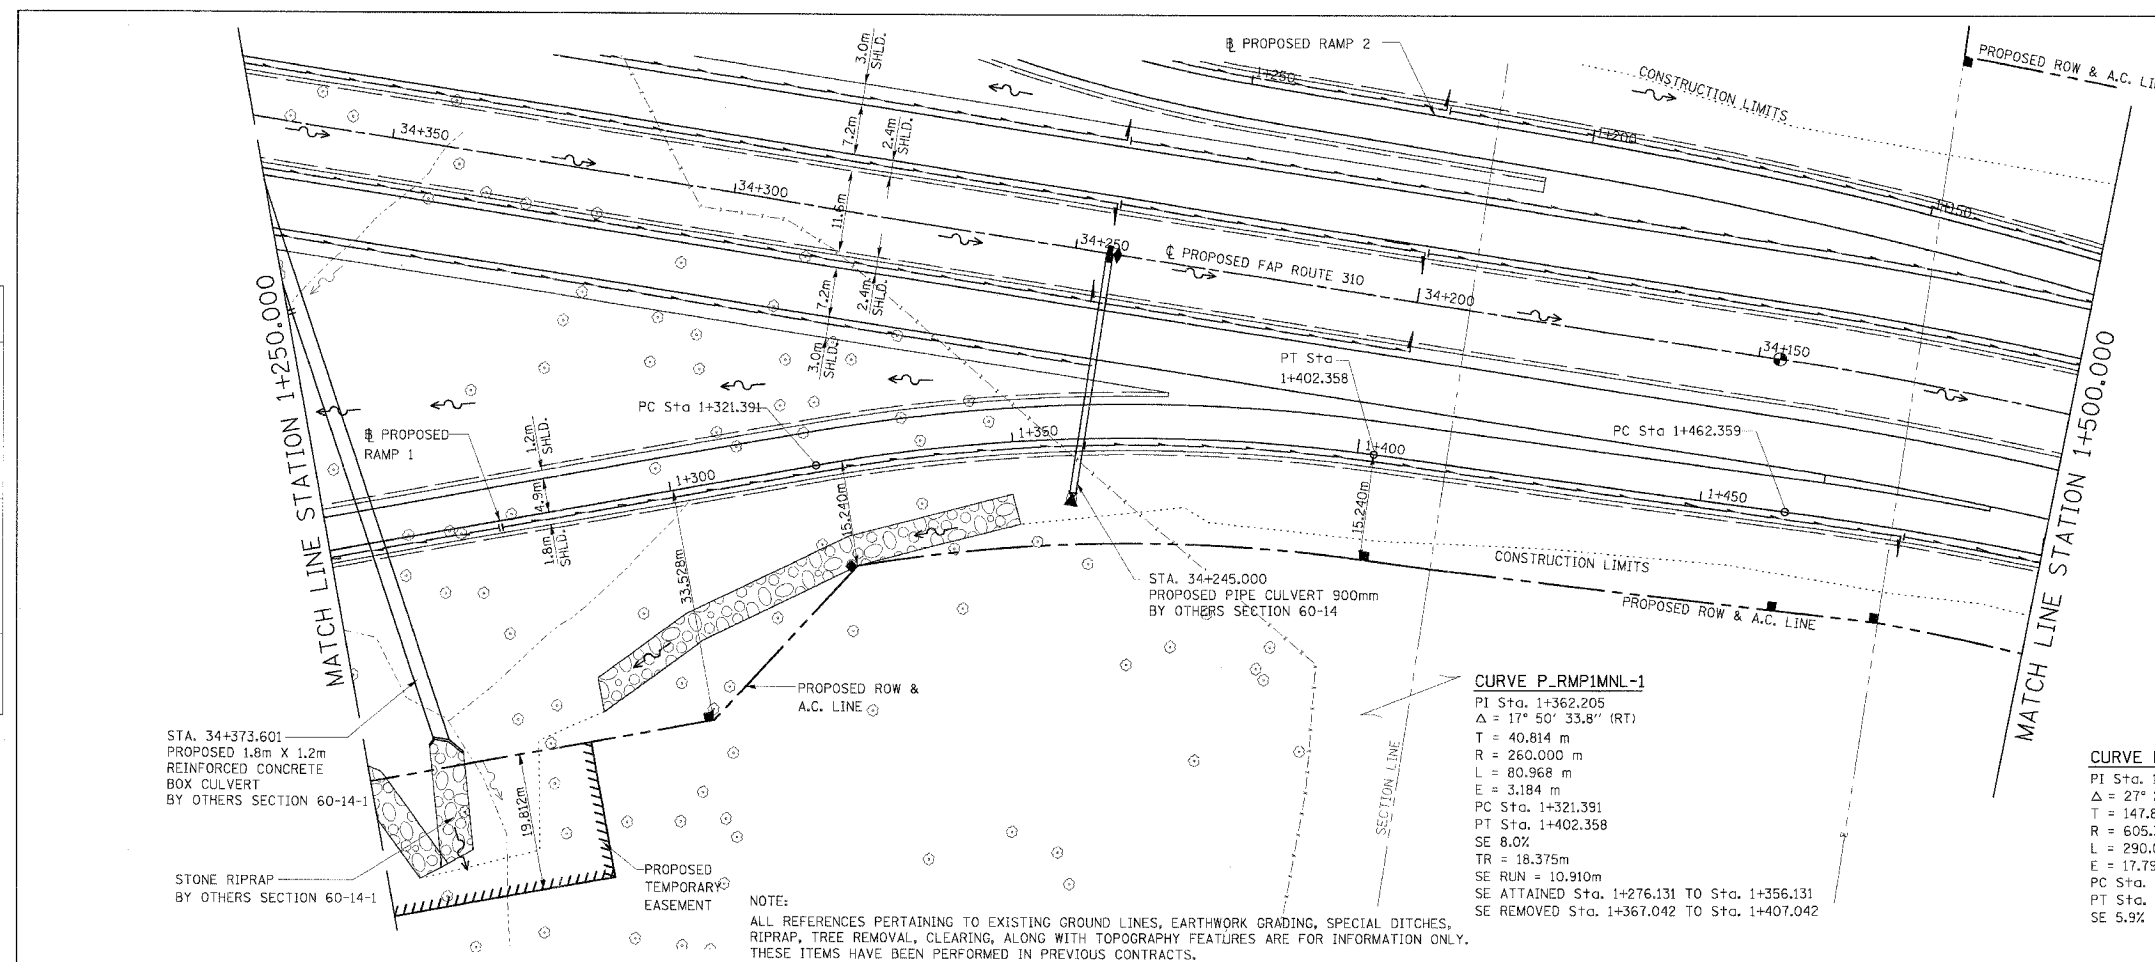 3.0m
SHLD.
℄ PROPOSED RAMP 2
1+250
CONSTRUCTION LIMITS
PROPOSED ROW & A.C. LI
7.2m
2.4m
SHLD.
1+200
1+150
34+350
34+300
11.6m
34+250
℄ PROPOSED FAP ROUTE 310
34+200
34+150
MATCH LINE STATION 1+250.000
7.2m
2.4m
SHLD.
3.0m
SHLD.
PT Sta
1+402.358
PC Sta 1+321.391
PC Sta 1+462.359
MATCH LINE STATION 1+500.000
PROPOSED
RAMP 1
1.2m
SHLD.
4.9m
1.8m
SHLD.
1+300
1+350
1+400
1+450
15.240m
15.240m
33.528m
CONSTRUCTION LIMITS
PROPOSED ROW & A.C. LINE
STA. 34+245.000
PROPOSED PIPE CULVERT 900mm
BY OTHERS SECTION 60-14
PROPOSED ROW &
A.C. LINE
STA. 34+373.601
PROPOSED 1.8m X 1.2m
REINFORCED CONCRETE
BOX CULVERT
BY OTHERS SECTION 60-14-1
STONE RIPRAP
BY OTHERS SECTION 60-14-1
19.812m
PROPOSED
TEMPORARY
EASEMENT
SECTION LINE
CURVE P_RMP1MNL-1
PI Sta. 1+362.205
Δ = 17° 50' 33.8'' (RT)
T = 40.814 m
R = 260.000 m
L = 80.968 m
E = 3.184 m
PC Sta. 1+321.391
PT Sta. 1+402.358
SE 8.0%
TR = 18.375m
SE RUN = 10.910m
SE ATTAINED Sta. 1+276.131 TO Sta. 1+356.131
SE REMOVED Sta. 1+367.042 TO Sta. 1+407.042
CURVE
PI Sta. 1
Δ = 27°
T = 147.8
R = 605.
L = 290.
E = 17.79
PC Sta.
PT Sta.
SE 5.9%
NOTE:
ALL REFERENCES PERTAINING TO EXISTING GROUND LINES, EARTHWORK GRADING, SPECIAL DITCHES,
RIPRAP, TREE REMOVAL, CLEARING, ALONG WITH TOPOGRAPHY FEATURES ARE FOR INFORMATION ONLY.
THESE ITEMS HAVE BEEN PERFORMED IN PREVIOUS CONTRACTS.